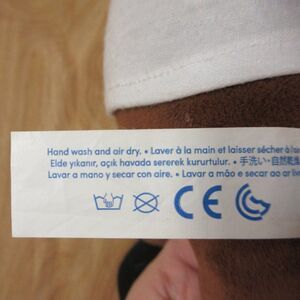 Hand wash and air dry. • Laver à la main et laisser sécher à l'air
Elde yıkanır, açık havada sererek kurutulur. • 手洗い・自然乾燥
Lavar a mano y secar con aire. • Lavar a mão e secar ao ar
CE